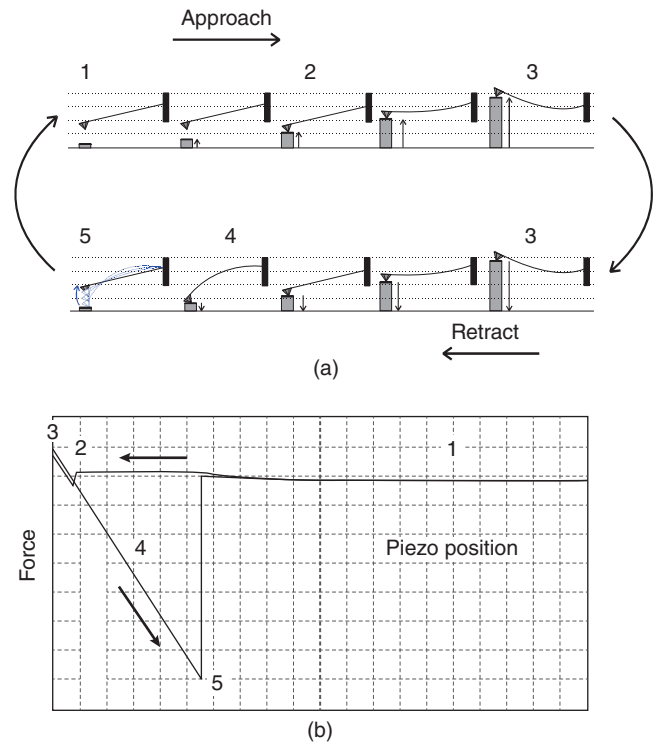 Approach
1 2 3
5 4 3
Retract
(a)
3
2
1
4
Piezo position
Force
5
(b)